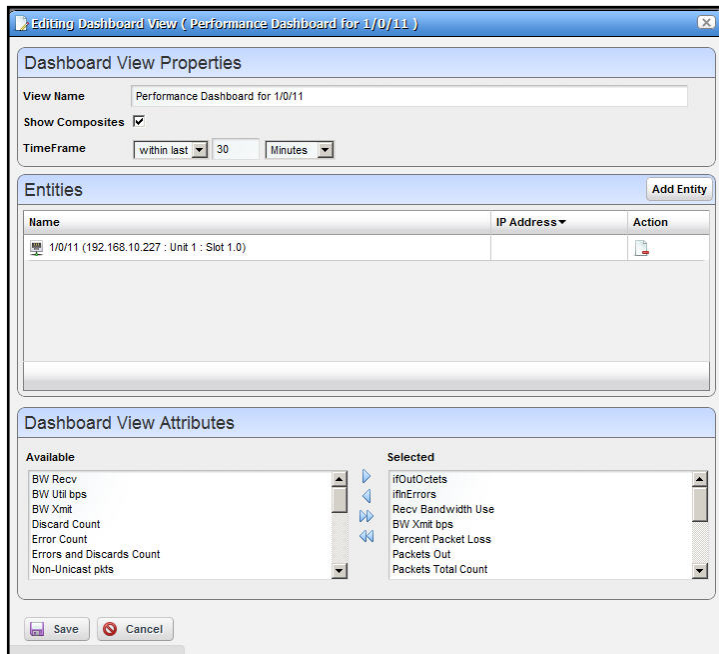 Editing Dashboard View ( Performance Dashboard for 1/0/11 )
Dashboard View Properties
View Name Performance Dashboard for 1/0/11
Show Composites
TimeFrame within last 30 Minutes
Entities Add Entity
Name IP Address Action
1/0/11 (192.168.10.227 : Unit 1 : Slot 1.0)
Dashboard View Attributes
Available Selected
BW Recv ifOutOctets
BW Util bps ifInErrors
BW Xmit Recv Bandwidth Use
Discard Count BW Xmit bps
Error Count Percent Packet Loss
Errors and Discards Count Packets Out
Non-Unicast pkts Packets Total Count
Save Cancel